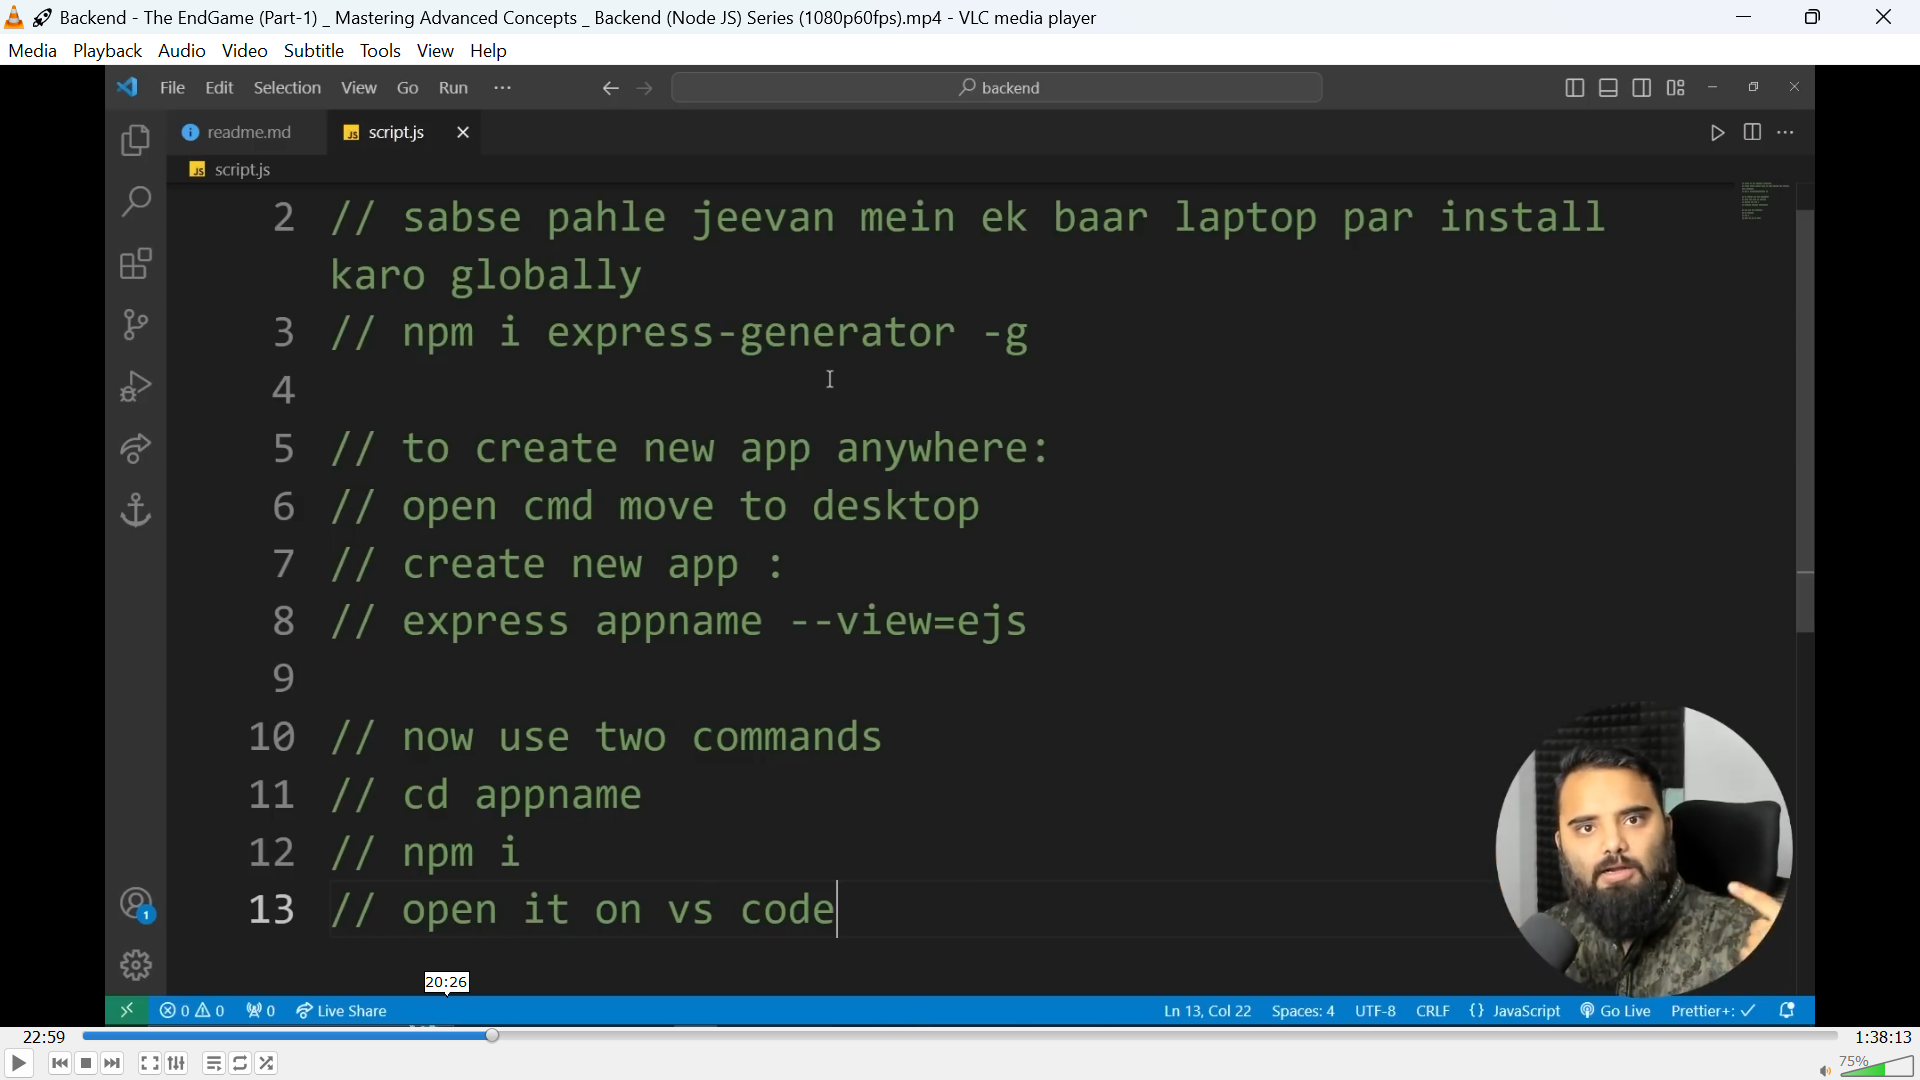 Backend - The EndGame (Part-1) _ Mastering Advanced Concepts _ Backend (Node JS) Series (1080p60fps).mp4 - VLC media player
Media Playback Audio Video Subtitle Tools View Help
File Edit Selection View Go Run ··· backend
readme.md JS script.js
JS script.js
2 // sabse pahle jeevan mein ek baar laptop par install
karo globally
3 // npm i express-generator -g
4
5 // to create new app anywhere:
6 // open cmd move to desktop
7 // create new app :
8 // express appname --view=ejs
9
10 // now use two commands
11 // cd appname
12 // npm i
13 // open it on vs code
1
20:26
0 0 0 Live Share Ln 13, Col 22 Spaces: 4 UTF-8 CRLF {} JavaScript Go Live Prettier+: ✓
22:59 1:38:13
75%